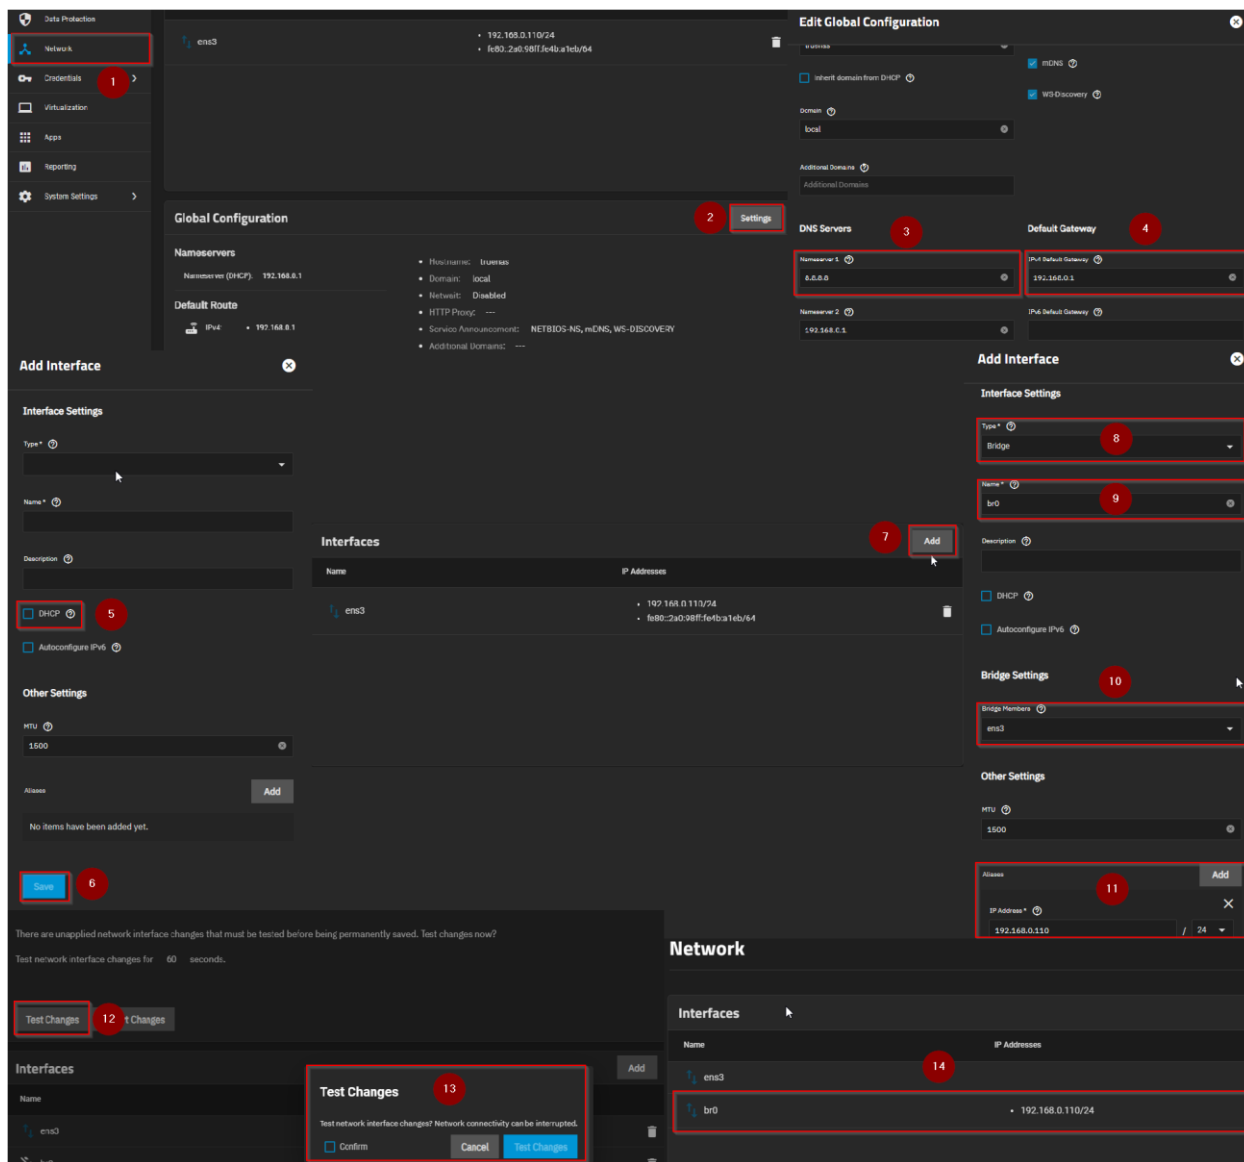 Data Protection
Network
1
Credentials
Virtualization
Apps
Reporting
System Settings
ens3
192.168.0.110/24
fe80::2a0:98ff:fe4b:a1eb/64
Global Configuration
2
Settings
Nameservers
Nameserver (DHCP): 192.168.0.1
Default Route
IPv4: 192.168.0.1
Hostname: truenas
Domain: local
Netwait: Disabled
HTTP Proxy: ---
Service Announcement: NETBIOS-NS, mDNS, WS-DISCOVERY
Additional Domains: ---
Edit Global Configuration
truenas
Inherit domain from DHCP
mDNS
WS-Discovery
Domain
local
Additional Domains
Additional Domains
DNS Servers
3
Default Gateway
4
Nameserver 1
8.8.8.8
IPv4 Default Gateway
192.168.0.1
Nameserver 2
192.168.0.1
IPv6 Default Gateway
Add Interface
Interface Settings
Type *
Name *
Description
DHCP
5
Autoconfigure IPv6
Other Settings
MTU
1500
Aliases
Add
No items have been added yet.
Save
6
Interfaces
7
Add
Name
IP Addresses
ens3
192.168.0.110/24
fe80::2a0:98ff:fe4b:a1eb/64
Add Interface
Interface Settings
Type *
Bridge
8
Name *
br0
9
Description
DHCP
Autoconfigure IPv6
Bridge Settings
10
Bridge Members
ens3
Other Settings
MTU
1500
Aliases
Add
11
IP Address *
192.168.0.110 / 24
There are unapplied network interface changes that must be tested before being permanently saved. Test changes now?
Test network interface changes for 60 seconds.
Test Changes
12
t Changes
Interfaces
Add
Name
ens3
Test Changes
13
Test network interface changes? Network connectivity can be interrupted.
Confirm
Cancel
Test Changes
Network
Interfaces
Name
IP Addresses
14
ens3
br0
192.168.0.110/24